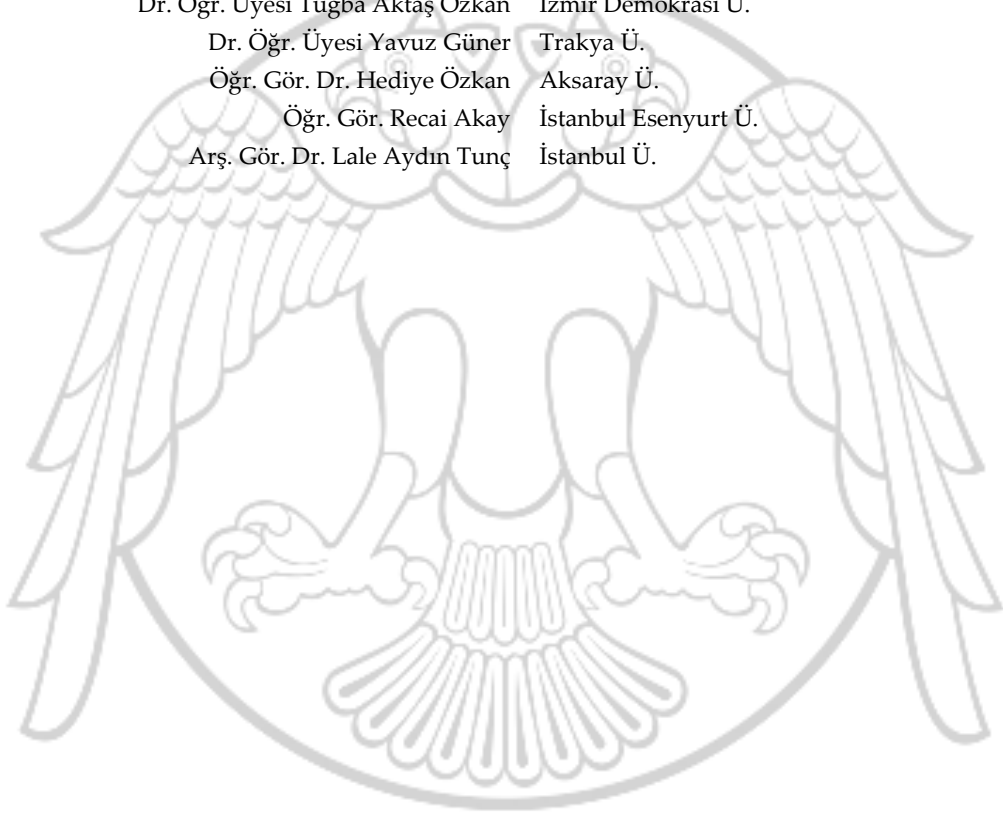 Dr. Öğr. Üyesi Tuğba Aktaş Özkan İzmir Demokrasi Ü.
Dr. Öğr. Üyesi Yavuz Güner Trakya Ü.
Öğr. Gör. Dr. Hediye Özkan Aksaray Ü.
Öğr. Gör. Recai Akay İstanbul Esenyurt Ü.
Arş. Gör. Dr. Lale Aydın Tunç İstanbul Ü.